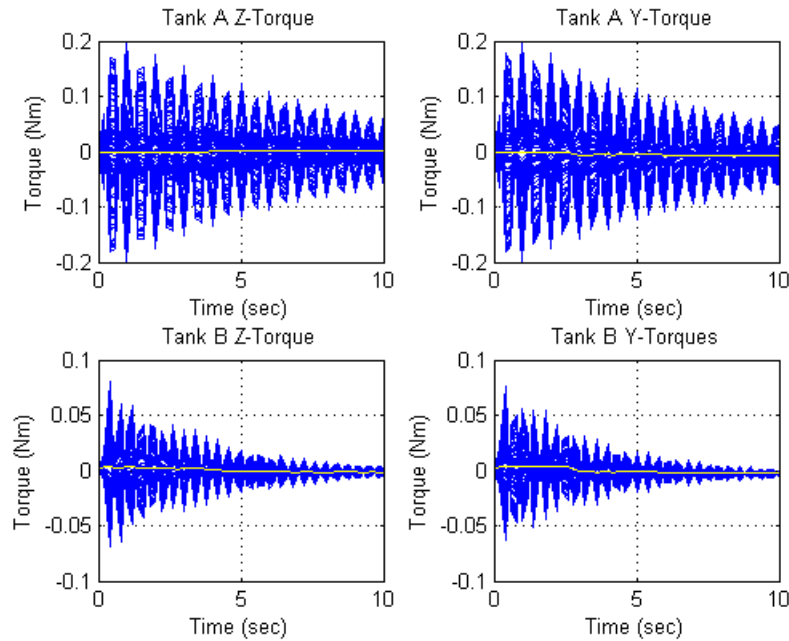 Tank A Z-Torque
Tank A Y-Torque
0.2
0.1
0
-0.1
-0.2
Torque (Nm)
0 5 10
Time (sec)
0.2
0.1
0
-0.1
-0.2
Torque (Nm)
0 5 10
Time (sec)
Tank B Z-Torque
Tank B Y-Torques
0.1
0.05
0
-0.05
-0.1
Torque (Nm)
0 5 10
Time (sec)
0.1
0.05
0
-0.05
-0.1
Torque (Nm)
0 5 10
Time (sec)